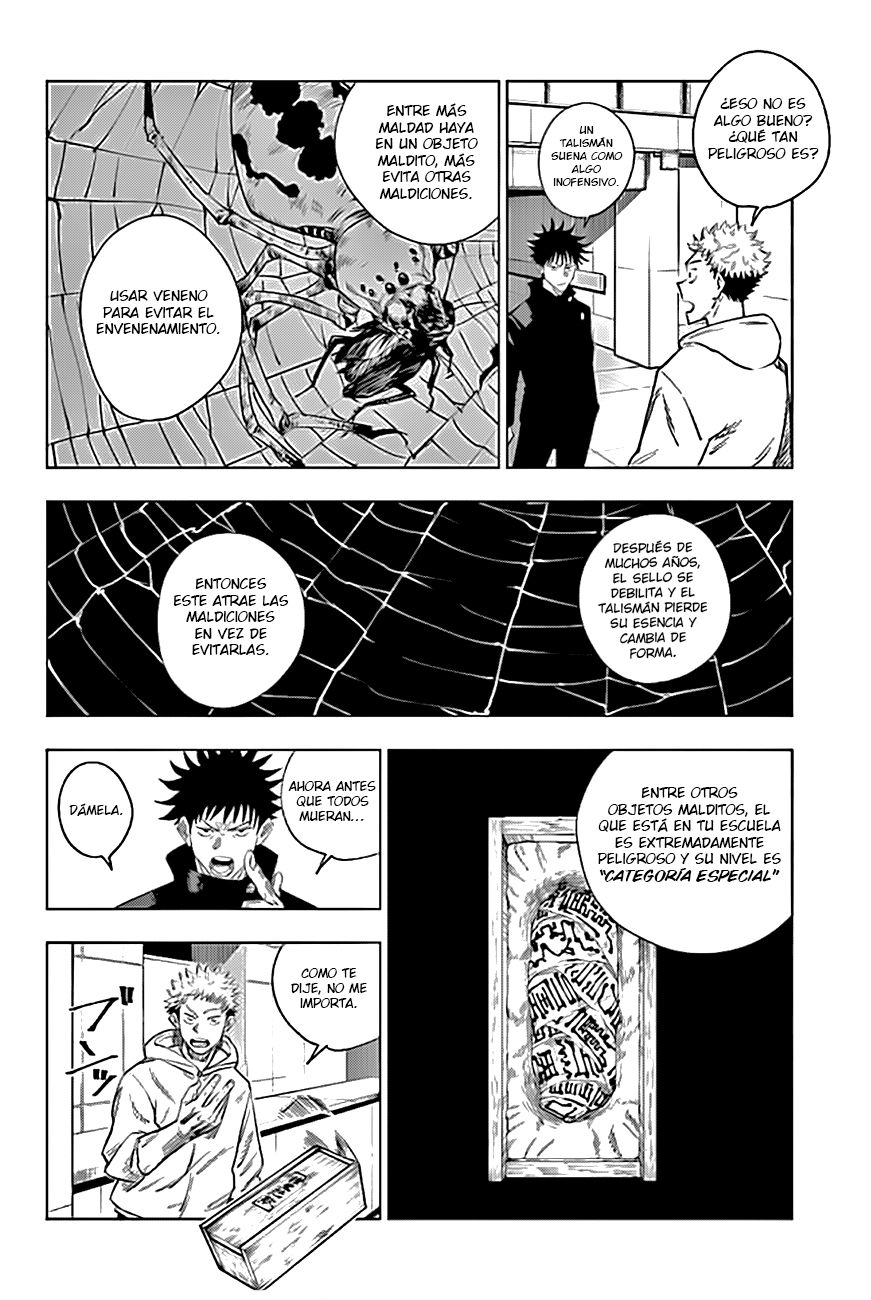 ¿ESO NO ES
ALGO BUENO?
¿QUÉ TAN
PELIGROSO ES?
UN
TALISMÁN
SUENA COMO
ALGO
INOFENSIVO.
ENTRE MÁS
MALDAD HAYA
EN UN OBJETO
MALDITO, MÁS
EVITA OTRAS
MALDICIONES.
USAR VENENO
PARA EVITAR EL
ENVENENAMIENTO.
DESPUÉS DE
MUCHOS AÑOS,
EL SELLO SE
DEBILITA Y EL
TALISMÁN PIERDE
SU ESENCIA Y
CAMBIA DE
FORMA.
ENTONCES
ESTE ATRAE LAS
MALDICIONES
EN VEZ DE
EVITARLAS.
ENTRE OTROS
OBJETOS MALDITOS, EL
QUE ESTÁ EN TU ESCUELA
ES EXTREMADAMENTE
PELIGROSO Y SU NIVEL ES
"CATEGORÍA ESPECIAL"
AHORA ANTES
QUE TODOS
MUERAN...
DÁMELA.
COMO TE
DIJE, NO ME
IMPORTA.